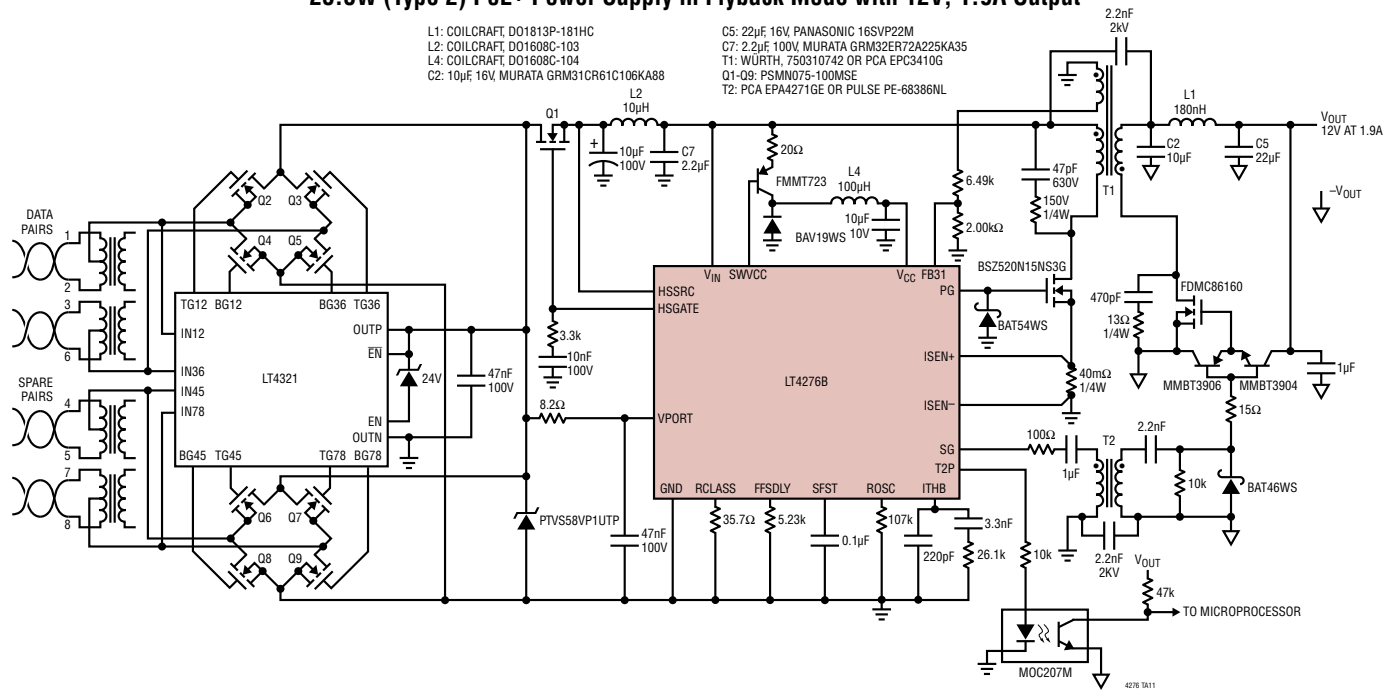 25.5W (Type 2) PoE+ Power Supply in Flyback Mode with 12V, 1.9A Output
L1: COILCRAFT, DO1813P-181HC
L2: COILCRAFT, DO1608C-103
L4: COILCRAFT, DO1608C-104
C2: 10µF, 16V, MURATA GRM31CR61C106KA88
C5: 22µF, 16V, PANASONIC 16SVP22M
C7: 2.2µF, 100V, MURATA GRM32ER72A225KA35
T1: WÜRTH, 750310742 OR PCA EPC3410G
Q1-Q9: PSMN075-100MSE
T2: PCA EPA4271GE OR PULSE PE-68386NL
2.2nF
2kV
L1
180nH
VOUT
12V AT 1.9A
C2
10µF
C5
22µF
–VOUT
T1
Q1
L2
10µH
+
10µF
100V
C7
2.2µF
20Ω
FMMT723
L4
100µH
BAV19WS
10µF
10V
6.49k
2.00kΩ
47pF
630V
150V
1/4W
BSZ520N15NS3G
DATA
PAIRS
1
2
3
6
SPARE
PAIRS
4
5
7
8
Q2
Q3
Q4
Q5
TG12
BG12
BG36
TG36
IN12
IN36
IN45
IN78
OUTP
EN
EN
OUTN
LT4321
BG45
TG45
TG78
BG78
Q6
Q7
Q8
Q9
24V
47nF
100V
3.3k
10nF
100V
8.2Ω
PTVS58VP1UTP
47nF
100V
VIN
SWVCC
VCC
FB31
HSSRC
HSGATE
PG
LT4276B
ISEN+
ISEN–
VPORT
SG
T2P
GND
RCLASS
FFSDLY
SFST
ROSC
ITHB
35.7Ω
5.23k
0.1µF
107k
220pF
3.3nF
26.1k
10k
BAT54WS
40mΩ
1/4W
470pF
13Ω
1/4W
FDMC86160
MMBT3906
MMBT3904
1µF
15Ω
100Ω
1µF
T2
2.2nF
10k
BAT46WS
2.2nF
2KV
VOUT
47k
TO MICROPROCESSOR
MOC207M
4276 TA11